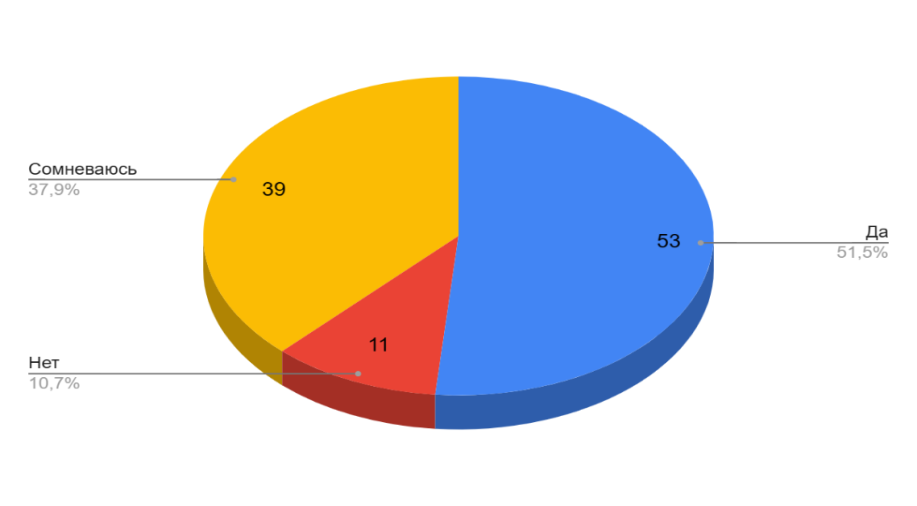 Сомневаюсь
37,9%
39
53
Да
51,5%
11
Нет
10,7%